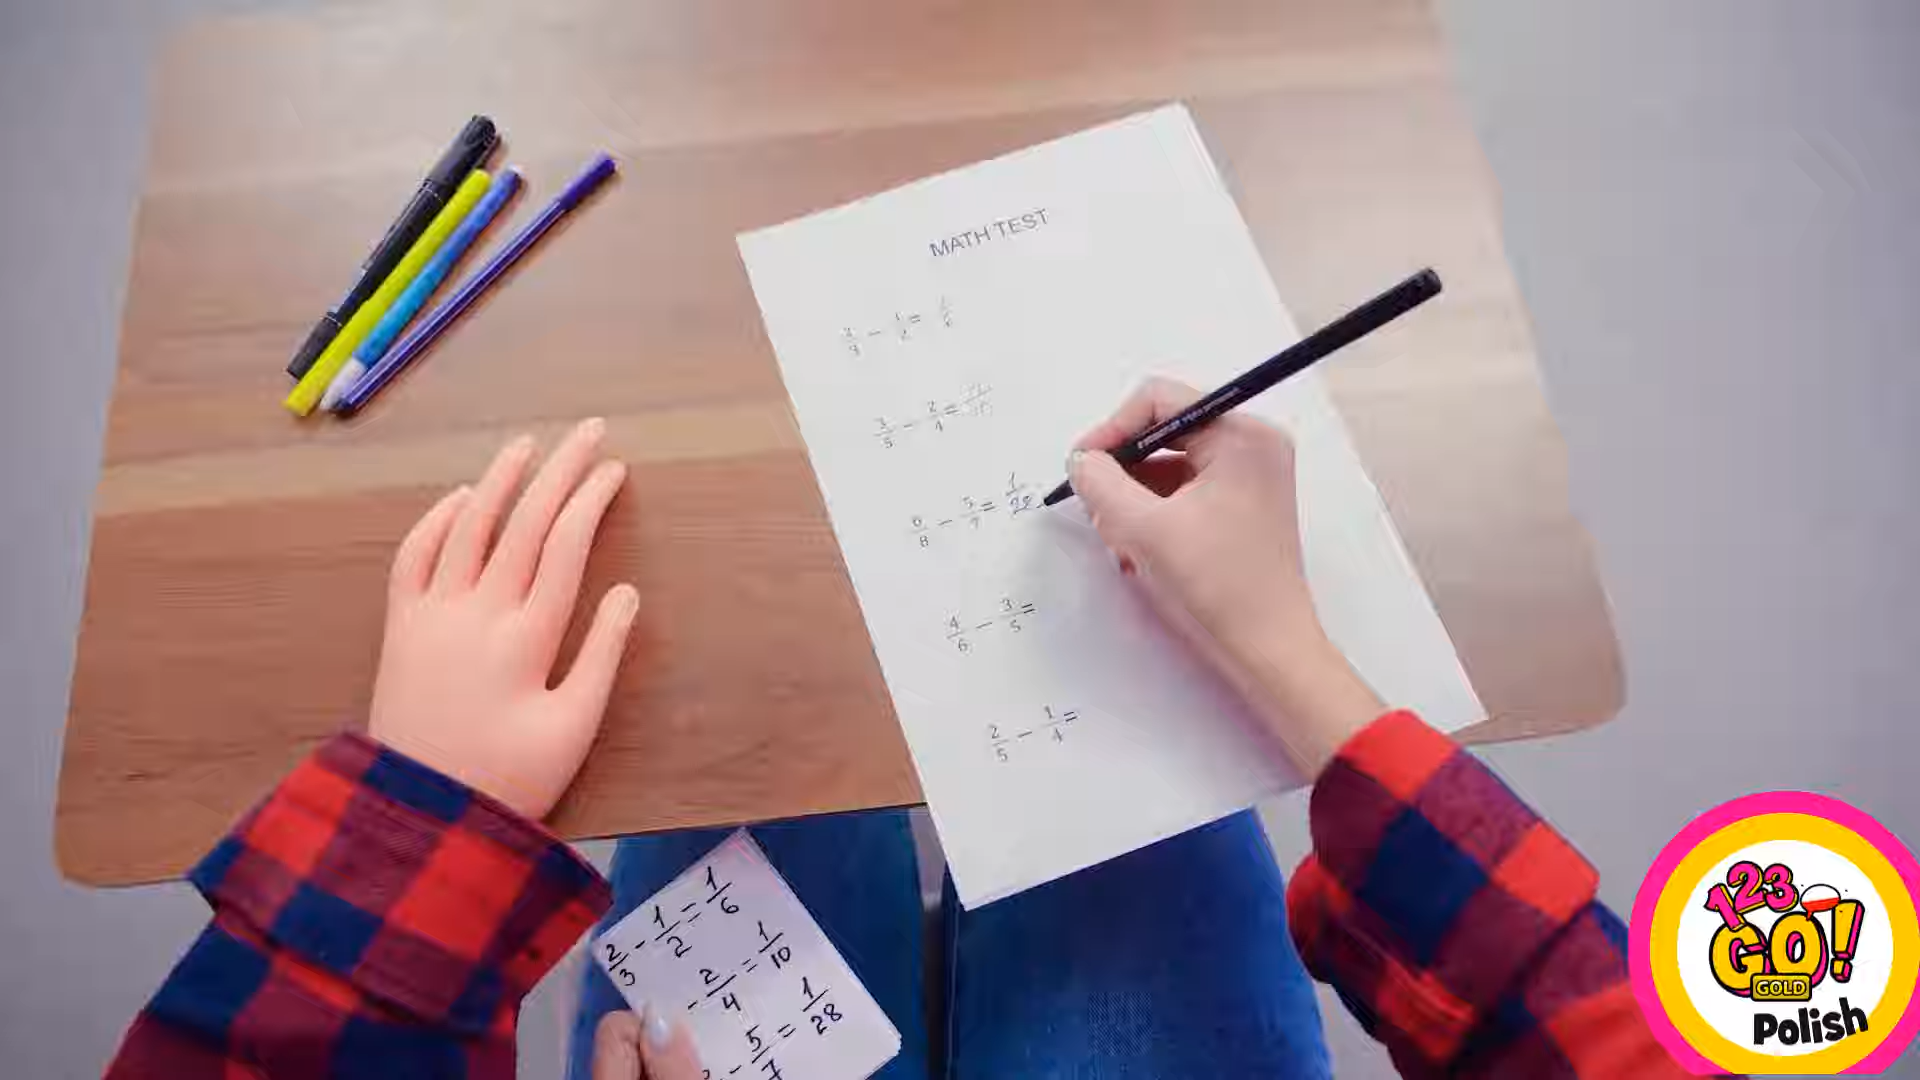 MATH TEST
2/3 - 1/2 = 1/6
3/5 - 2/4 =
6/8 - 5/7 = 1/28
4/6 - 3/5 =
2/5 - 1/4 =
2/3 - 1/2 = 1/6
- 2/4 = 1/10
- 5/7 = 1/28
123
GO!
GOLD
Polish